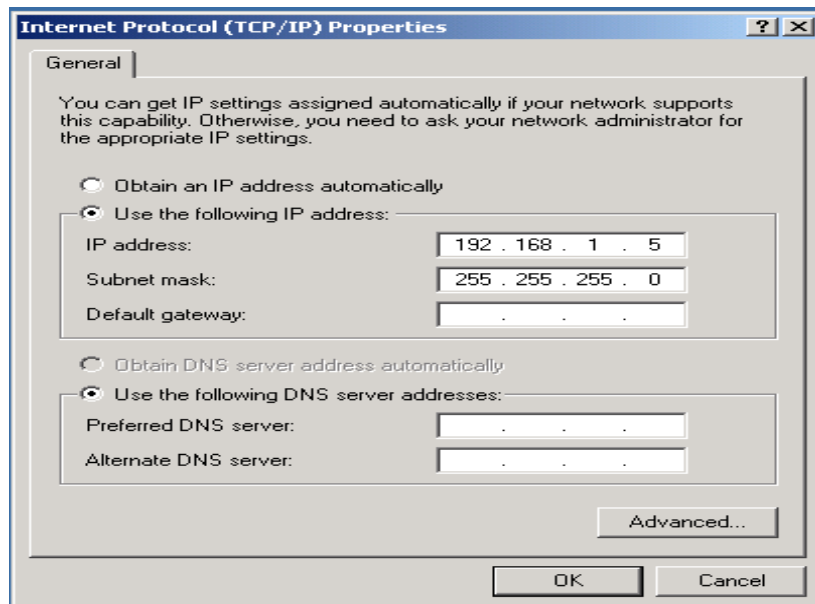 Internet Protocol (TCP/IP) Properties
General
You can get IP settings assigned automatically if your network supports
this capability. Otherwise, you need to ask your network administrator for
the appropriate IP settings.
Obtain an IP address automatically
Use the following IP address:
IP address: 192 . 168 . 1 . 5
Subnet mask: 255 . 255 . 255 . 0
Default gateway: . . .
Obtain DNS server address automatically
Use the following DNS server addresses:
Preferred DNS server: . . .
Alternate DNS server: . . .
Advanced...
OK Cancel